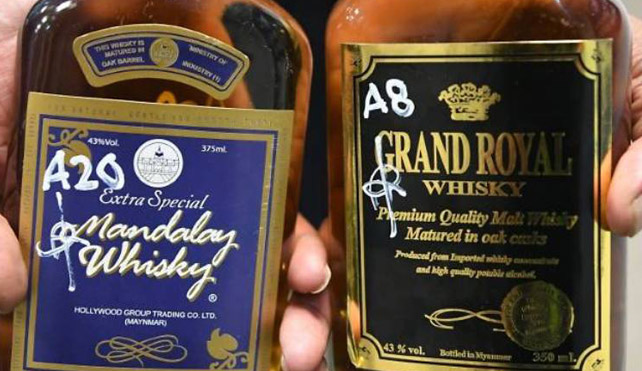 THIS WHISKY IS
MATURED IN
OAK BARREL
MINISTRY OF
INDUSTRY (1)
43%Vol.
375ml.
A20
Extra Special
Mandalay
Whisky®
HOLLYWOOD GROUP TRADING CO. LTD.
(MAYNMAR)
A8
GRAND ROYAL
WHISKY
Premium Quality Malt Whisky
Matured in oak casks
Produced from Imported whisky concentrate
and high quality potable alcohol.
43 % vol.
Bottled in Myanmar
350 ml.